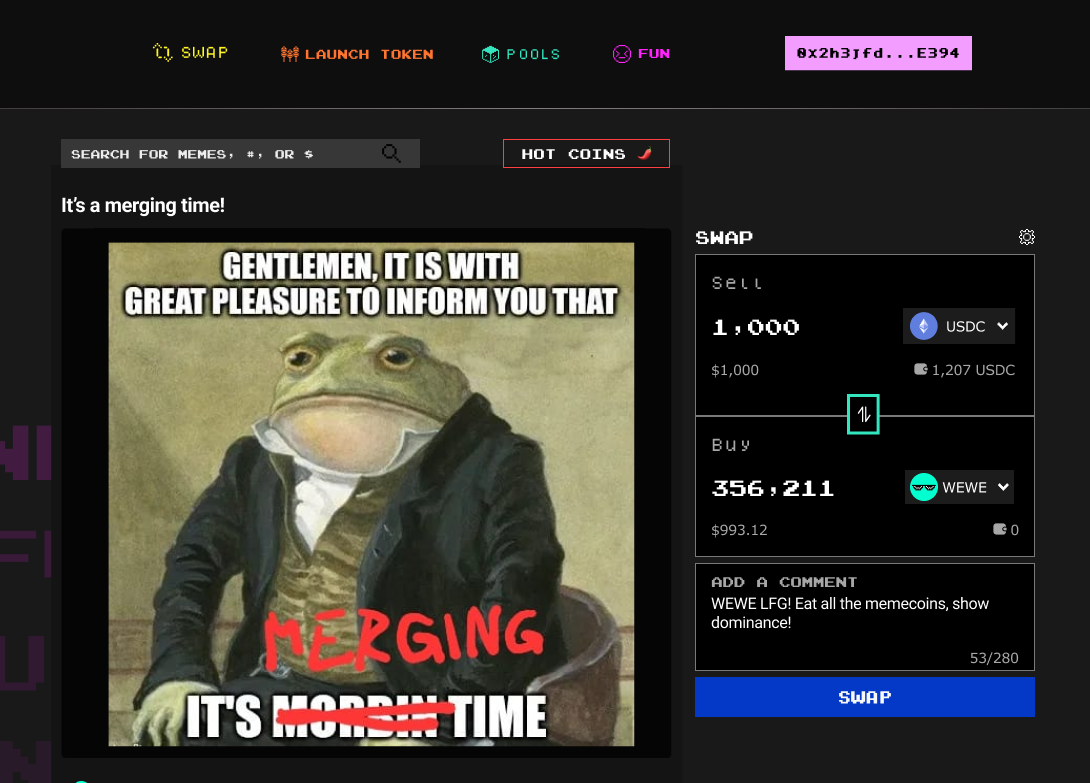 SWAP
LAUNCH TOKEN
POOLS
FUN
0x2h3jfd...E394
SEARCH FOR MEMES, #, OR $
HOT COINS
It’s a merging time!
GENTLEMEN, IT IS WITH
GREAT PLEASURE TO INFORM YOU THAT
MERGING
IT'S MORBIN TIME
SWAP
Sell
1,000
USDC
$1,000
1,207 USDC
Buy
356,211
WEWE
$993.12
0
ADD A COMMENT
WEWE LFG! Eat all the memecoins, show
dominance!
53/280
SWAP